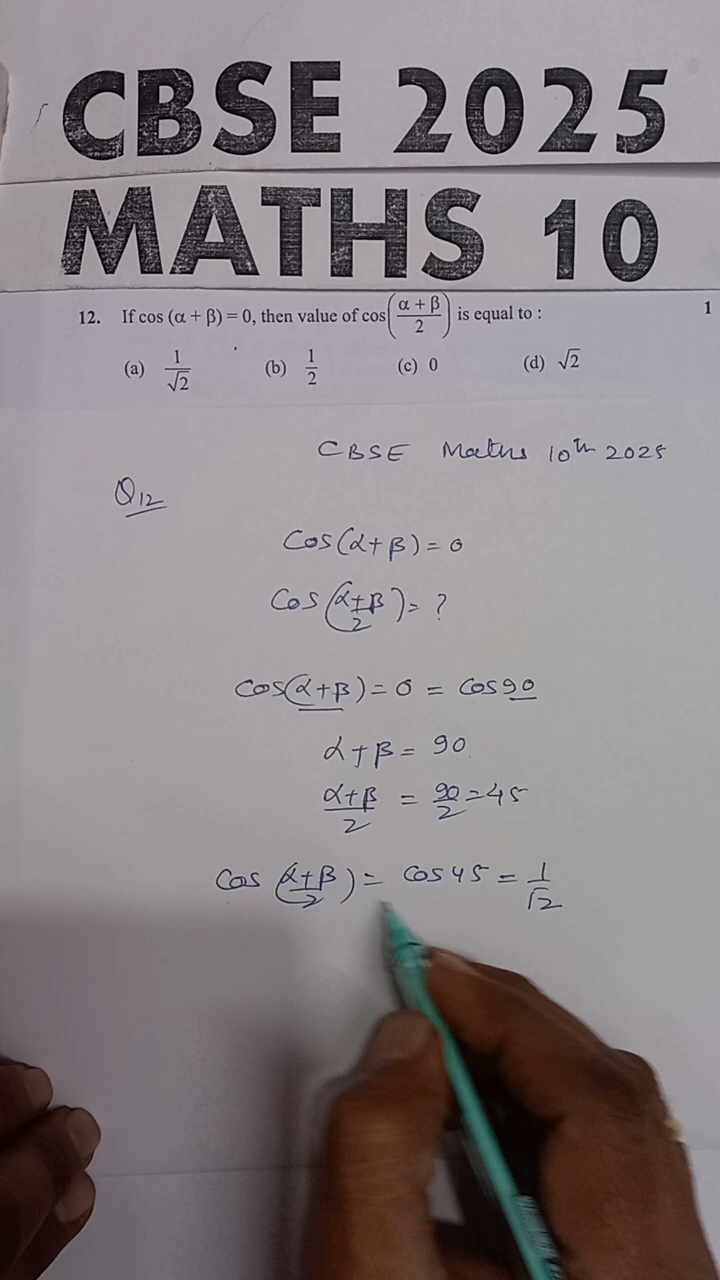 CBSE 2025
MATHS 10
12. If cos (α + β) = 0, then value of cos((α + β)/2) is equal to : 1
(a) 1/√2 (b) 1/2 (c) 0 (d) √2
CBSE Maths 10th 2025
Q12
Cos(α+β) = 0
Cos((α+β)/2) = ?
Cos(α+β) = 0 = Cos90
α+β = 90
(α+β)/2 = 90/2 = 45
Cos((α+β)/2) = Cos45 = 1/√2